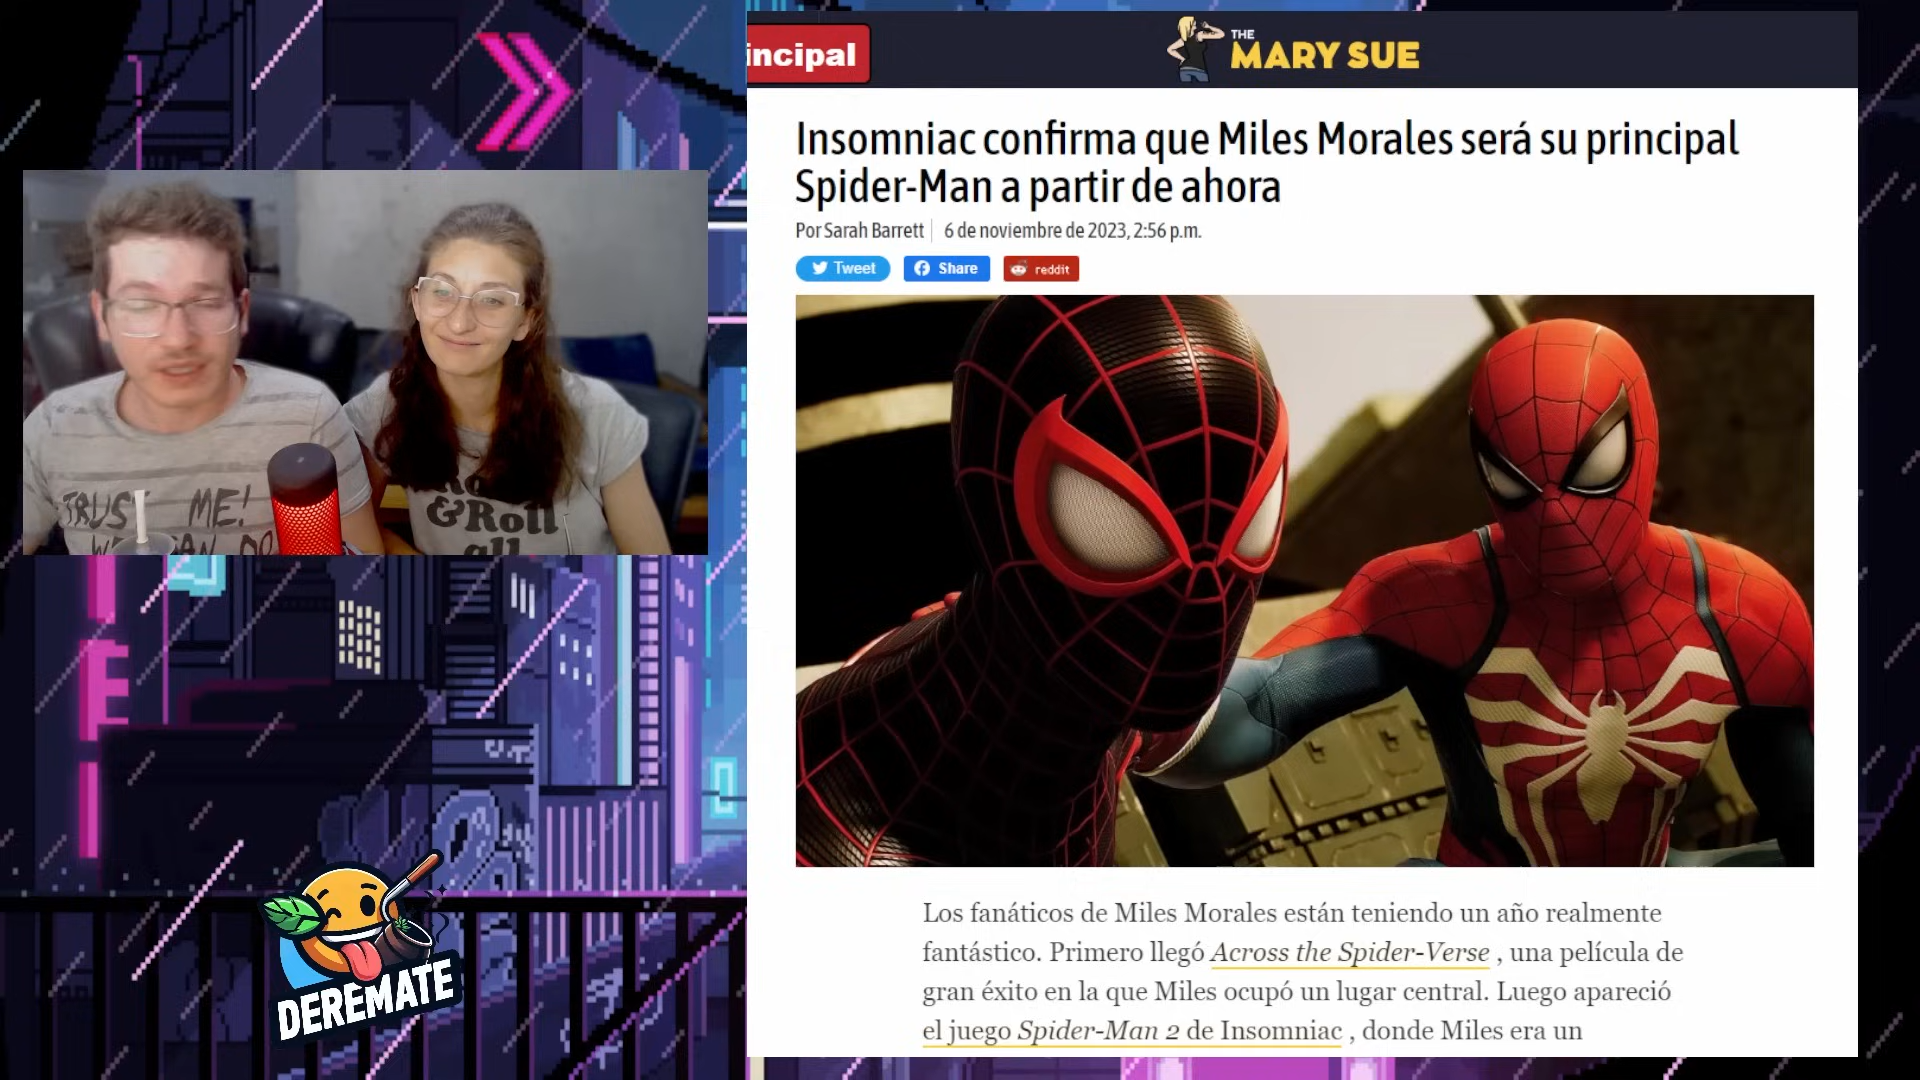 incipal
THE
MARY SUE
Insomniac confirma que Miles Morales será su principal
Spider-Man a partir de ahora
Por Sarah Barrett | 6 de noviembre de 2023, 2:56 p.m.
Tweet
Share
reddit
TRUST ME!
WE CAN DO
&Roll
all
DEREMATE
Los fanáticos de Miles Morales están teniendo un año realmente
fantástico. Primero llegó Across the Spider-Verse , una película de
gran éxito en la que Miles ocupó un lugar central. Luego apareció
el juego Spider-Man 2 de Insomniac , donde Miles era un